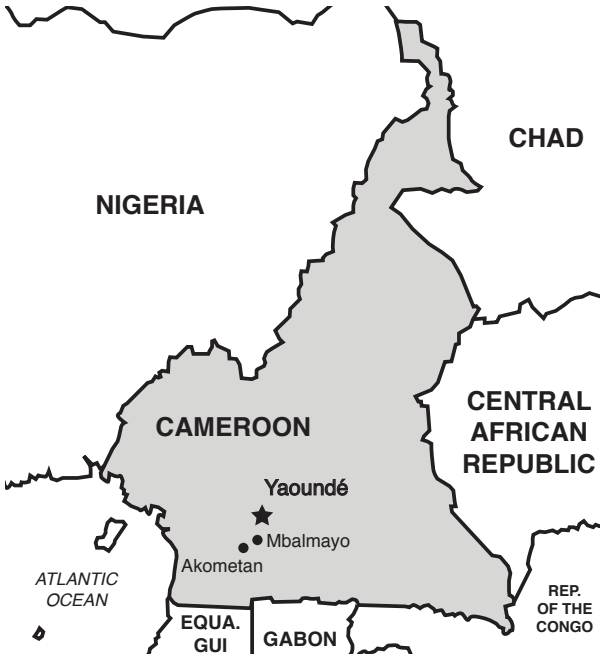 CHAD
NIGERIA
CENTRAL
AFRICAN
REPUBLIC
CAMEROON
Yaoundé
Mbalmayo
Akometan
ATLANTIC
OCEAN
REP.
OF THE
CONGO
EQUA.
GUI
GABON